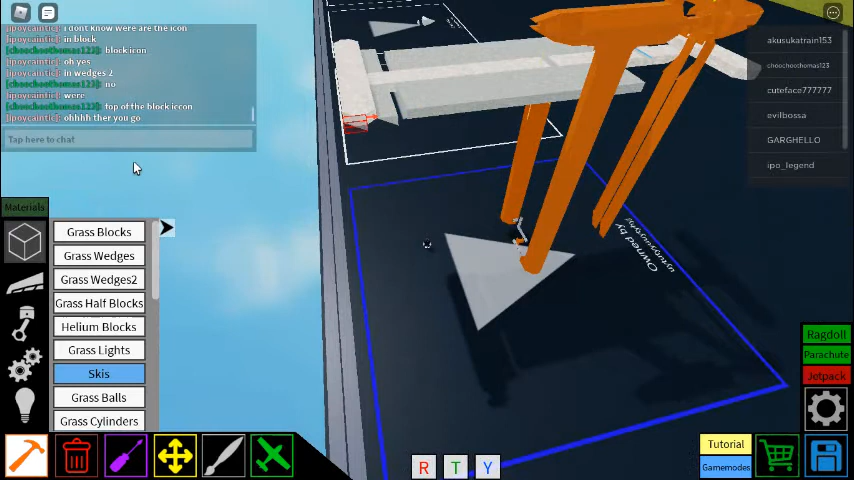 [ipoycaintic]: i dont know were are the icon
[ipoycaintic]: in block
[choochoothomas123]: block icon
[ipoycaintic]: oh yes
[ipoycaintic]: in wedges 2
[choochoothomas123]: no
[ipoycaintic]: were
[choochoothomas123]: top of the block iccon
[ipoycaintic]: ohhhh ther you go
Tap here to chat
akusukatrain153
choochoothomas123
cuteface777777
evilbossa
GARGHELLO
ipo_legend
Materials
Grass Blocks
Grass Wedges
Grass Wedges2
Grass Half Blocks
Helium Blocks
Grass Lights
Skis
Grass Balls
Grass Cylinders
Owned by
Ragdoll
Parachute
Jetpack
Tutorial
Gamemodes
R T Y